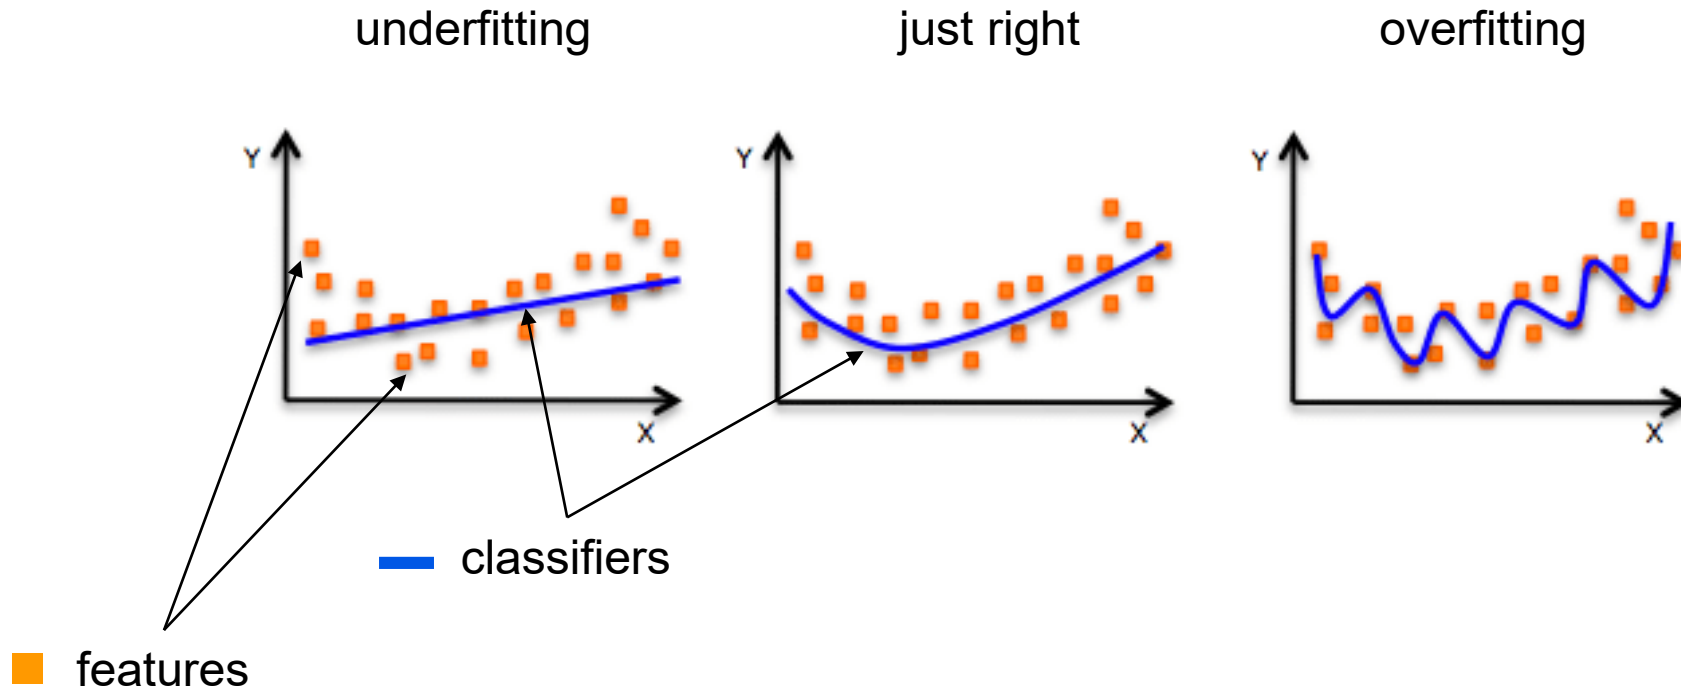 underfitting
just right
overfitting
Y
Y
Y
X
X
X
classifiers
features